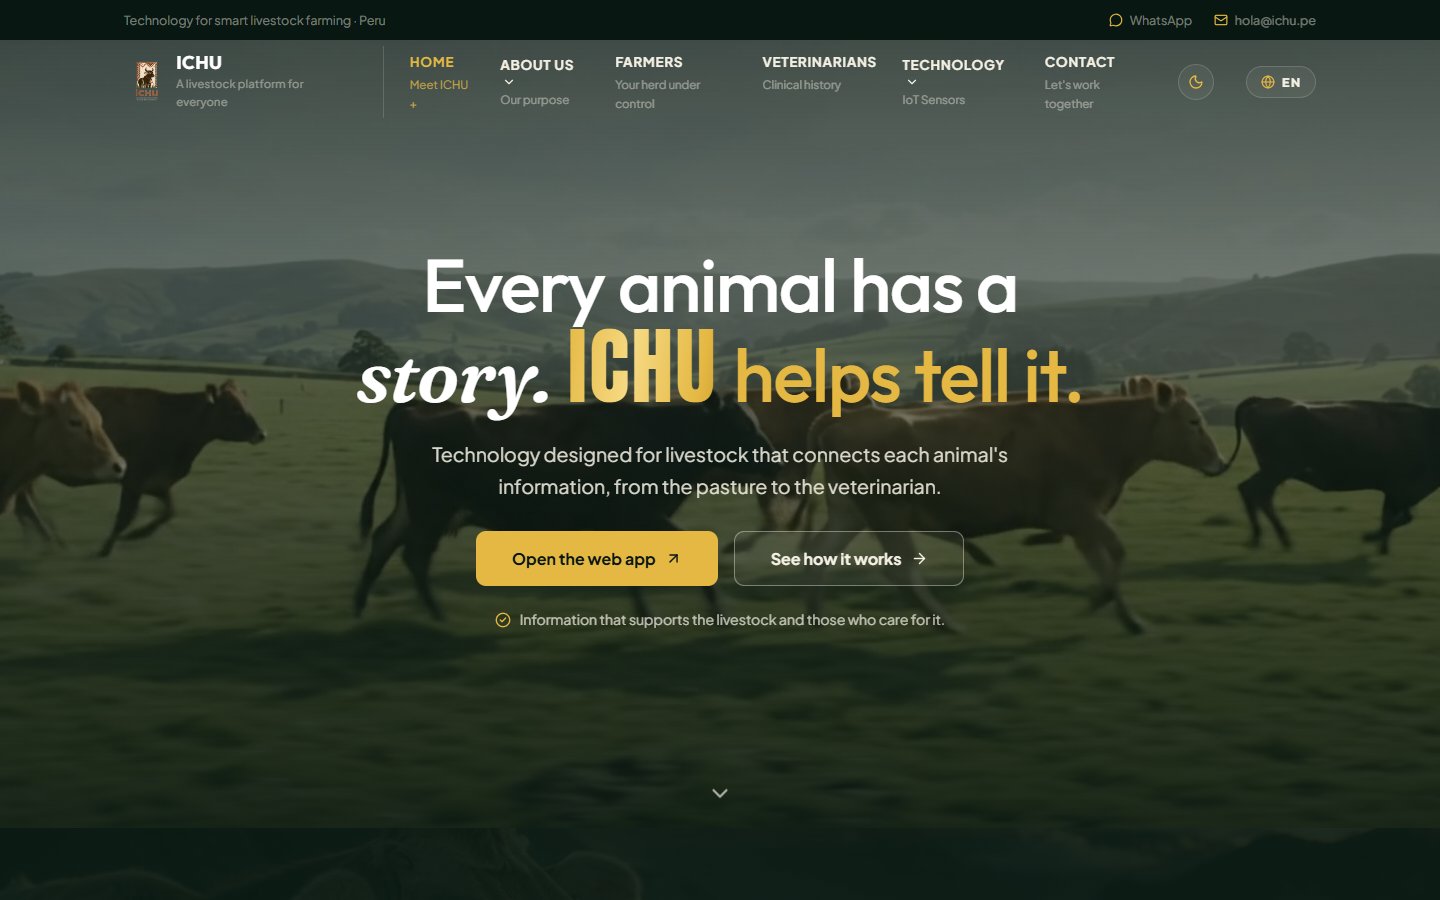 Technology for smart livestock farming · Peru
WhatsApp
hola@ichu.pe
ICHU
ICHU
A livestock platform for
everyone
HOME
Meet ICHU
+
ABOUT US
Our purpose
FARMERS
Your herd under
control
VETERINARIANS
Clinical history
TECHNOLOGY
IoT Sensors
CONTACT
Let's work
together
EN
Every animal has a
story. ICHU helps tell it.
Technology designed for livestock that connects each animal's
information, from the pasture to the veterinarian.
Open the web app
See how it works
Information that supports the livestock and those who care for it.